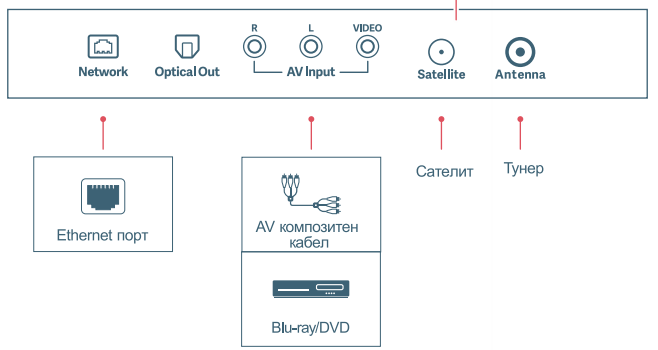 R L VIDEO
Network Optical Out AV Input Satellite Antenna
Сателит Тунер
Ethernet порт
AV композитен
кабел
Blu-ray/DVD